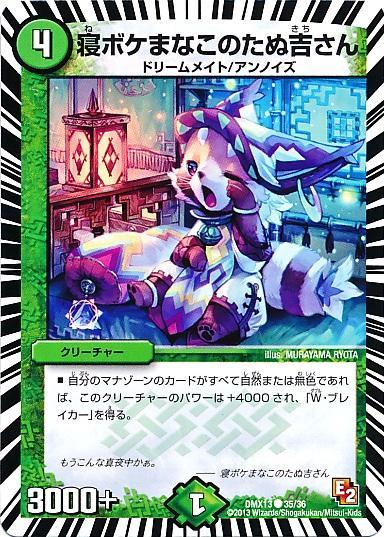 4
寝ボケまなこのたぬ吉さん
ね
きち
ドリームメイト/アンノイズ
クリーチャー
illus. MURAYAMA RYOTA
■ 自分のマナゾーンのカードがすべて自然または無色であれ
ば、このクリーチャーのパワーは+4000され、「W・ブレ
イカー」を得る。
もうこんな真夜中かぁ。
―― 寝ボケまなこのたぬ吉さん
3000+
1
DMX13 ● 35/36
©2013 Wizards/Shogakukan/Mitsui-Kids
E2